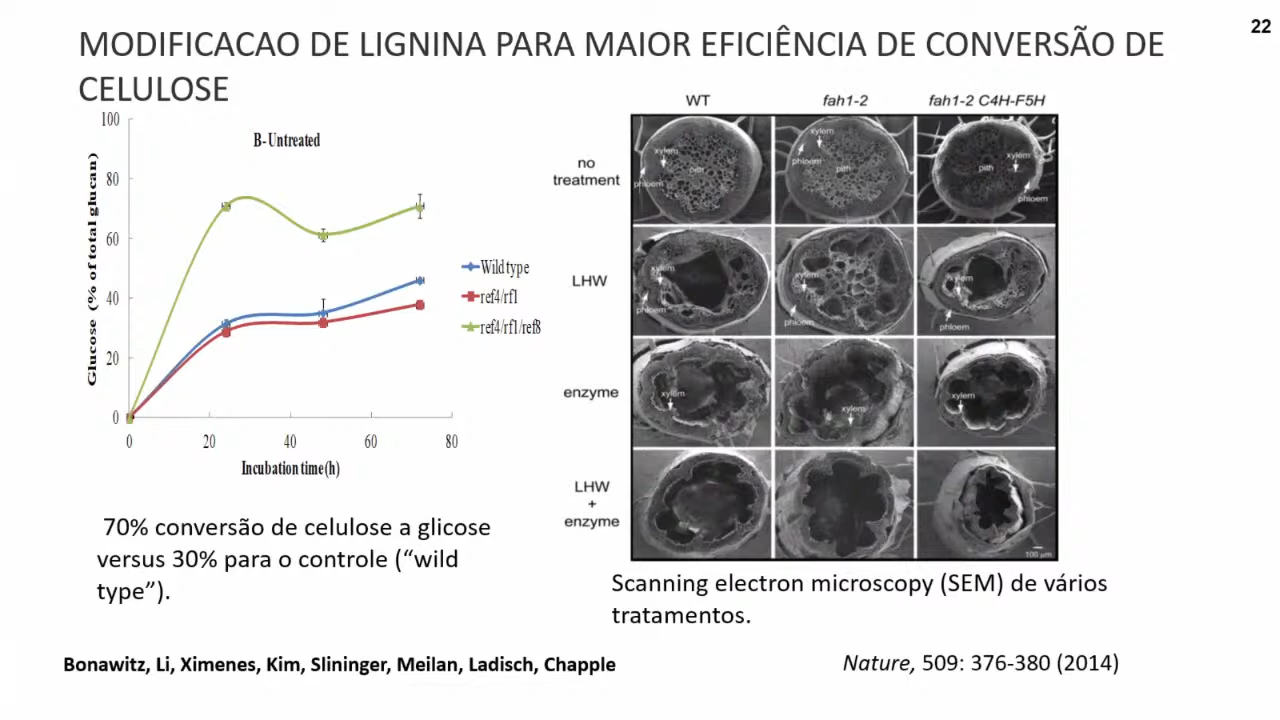 22
MODIFICACAO DE LIGNINA PARA MAIOR EFICIÊNCIA DE CONVERSÃO DE
CELULOSE
B-Untreated
Glucose (% of total glucan)
100
80
60
40
20
0
0 20 40 60 80
Incubation time(h)
Wild type
ref4/rf1
ref4/rf1/ref8
WT fah1-2 fah1-2 C4H-F5H
no
treatment
xylem
pith
phloem
xylem
phloem
pith
xylem
pith
phloem
LHW
xylem
phloem
xylem
phloem
xylem
phloem
enzyme
xylem
xylem
xylem
LHW
+
enzyme
100 µm
70% conversão de celulose a glicose
versus 30% para o controle (“wild
type”).
Scanning electron microscopy (SEM) de vários
tratamentos.
Bonawitz, Li, Ximenes, Kim, Slininger, Meilan, Ladisch, Chapple
Nature, 509: 376-380 (2014)